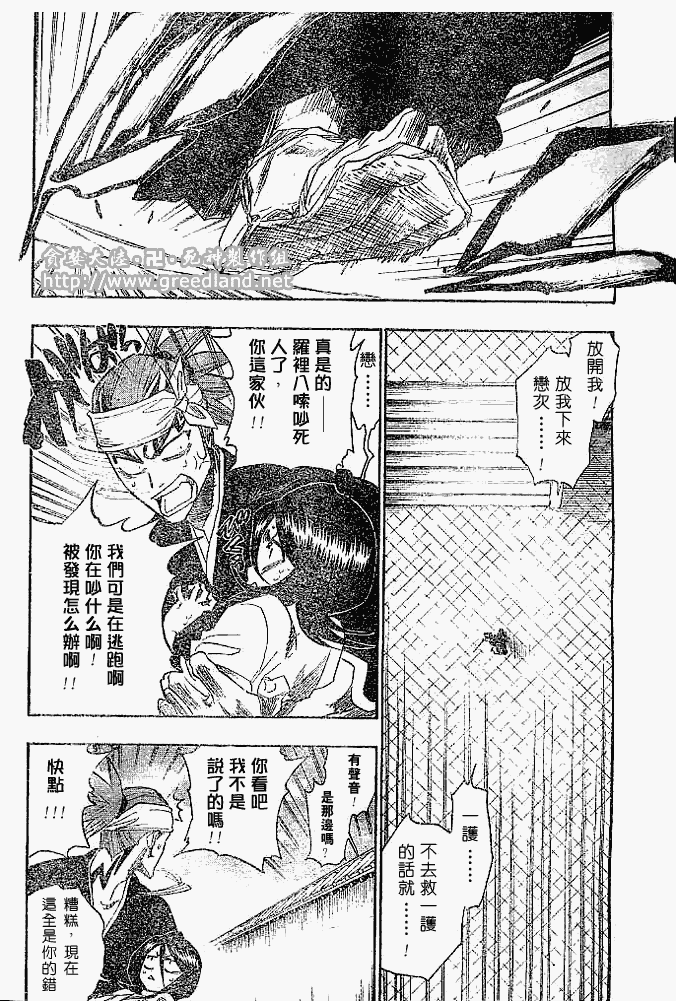 貪婪大陸·卍·死神製作組
http://www.greedland.net
放開我！
放我下來
戀次……！
一護……
不去救一護
的話就……！
戀……
真是的——
羅裡八嗦吵死
人了，
你這家伙!!
我們可是在逃跑啊
你在吵什么啊！
被發現怎么辦啊!!
有聲音！
是那邊嗎？
你看吧
我不是
說了的嗎!!
快點
!!!
糟糕，現在
這全是你的錯